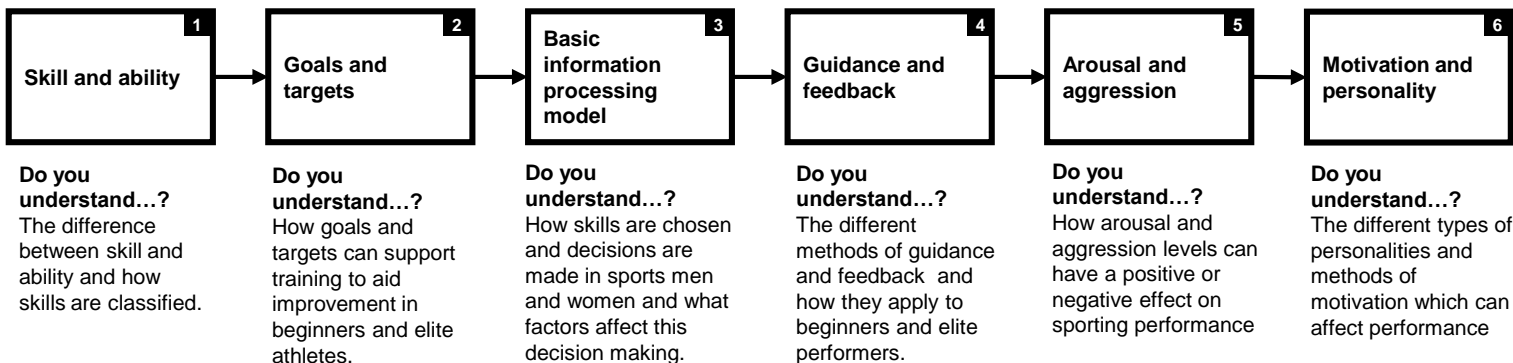 1
Skill and ability
2
Goals and
targets
3
Basic
information
processing
model
4
Guidance and
feedback
5
Arousal and
aggression
6
Motivation and
personality
Do you
understand…?
The difference
between skill and
ability and how
skills are classified.
Do you
understand…?
How goals and
targets can support
training to aid
improvement in
beginners and elite
athletes.
Do you
understand…?
How skills are chosen
and decisions are
made in sports men
and women and what
factors affect this
decision making.
Do you
understand…?
The different
methods of guidance
and feedback and
how they apply to
beginners and elite
performers.
Do you
understand…?
How arousal and
aggression levels can
have a positive or
negative effect on
sporting performance
Do you
understand…?
The different types of
personalities and
methods of
motivation which can
affect performance